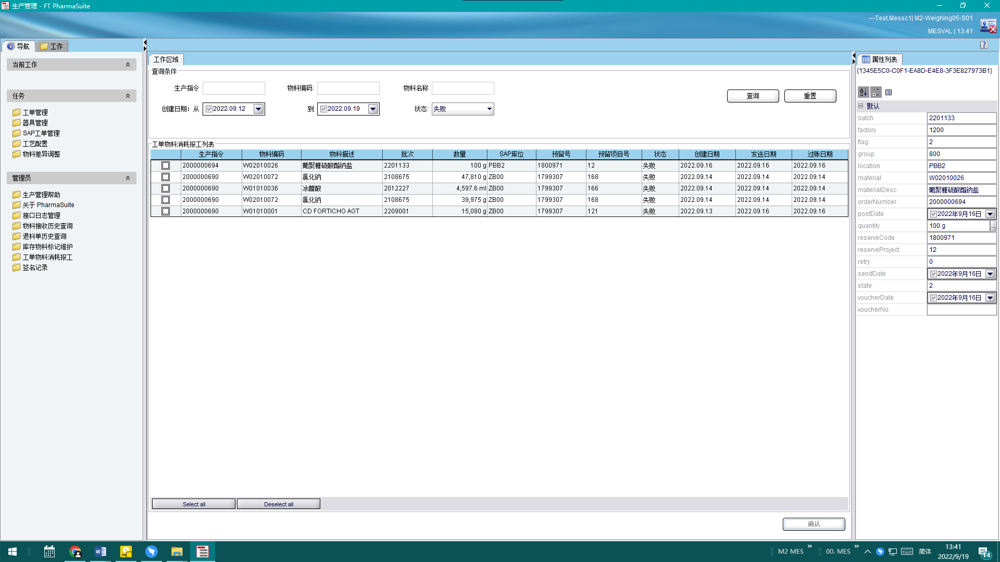 生产管理 - FT PharmaSuite
---Test.Messc1| M2-Weighing05-S01
MESVAL | 13:41
导航
工作
当前工作
任务
工单管理
器具管理
SAP工单管理
工艺配置
物料差异调整
管理员
生产管理帮助
关于 PharmaSuite
接口日志管理
物料接收历史查询
退料单历史查询
库存物料标记维护
工单物料消耗报工
签名记录
工作区域
查询条件
生产指令 物料编码: 物料名称
查询 重置
创建日期: 从 2022.09.12 到 2022.09.19 状态: 失败
工单物料消耗报工列表
生产指令 物料编码 物料描述 批次 数量 SAP库位 预留号 预留项目号 状态 创建日期 发送日期 过账日期
2000000694 W02010026 葡聚糖硫酸酯钠盐 2201133 100 g PBB2 1800971 12 失败 2022.09.16 2022.09.16 2022.09.16
2000000690 W02010072 氯化钠 2108675 47,810 g ZB00 1799307 168 失败 2022.09.14 2022.09.14 2022.09.14
2000000690 W01010036 冰醋酸 2012227 4,597.6 ml ZB00 1799307 166 失败 2022.09.14 2022.09.14 2022.09.14
2000000690 W02010072 氯化钠 2108675 39,975 g ZB00 1799307 168 失败 2022.09.14 2022.09.14 2022.09.14
2000000690 W01010001 CD FORTICHO AGT 2209001 15,080 g ZB00 1799307 121 失败 2022.09.13 2022.09.16 2022.09.16
Select all Deselect all
确认
属性列表
{1345E5C0-C0F1-EA8D-E4E8-3F3E827973B1}
默认
batch 2201133
factory 1200
flag 2
group 800
location PBB2
material W02010026
materialDesc 葡聚糖硫酸酯钠盐
orderNumber 2000000694
postDate 2022年9月16日
quantity 100 g ...
reserveCode 1800971
reserveProject 12
retry 0
sendDate 2022年9月16日
state 2
voucherDate 2022年9月16日
voucherNo
M2 MES » 00. MES » 简体 13:41
2022/9/19
14